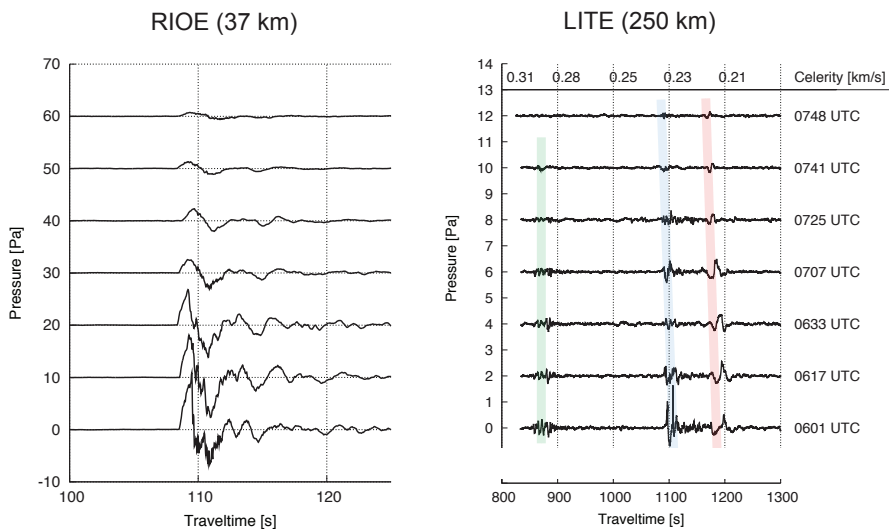 RIOE (37 km)
70
60
50
40
30
20
10
0
-10
Pressure [Pa]
100
110
120
Traveltime [s]
LITE (250 km)
14
13
12
11
10
9
8
7
6
5
4
3
2
1
0
Pressure [Pa]
0.31
0.28
0.25
0.23
0.21
Celerity [km/s]
0748 UTC
0741 UTC
0725 UTC
0707 UTC
0633 UTC
0617 UTC
0601 UTC
800
900
1000
1100
1200
1300
Traveltime [s]